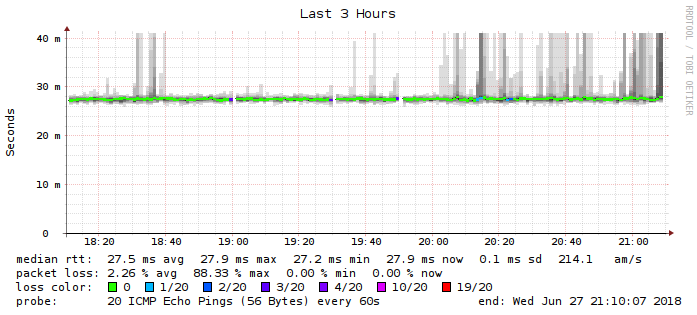 Last 3 Hours
RRDTOOL / TOBI OETIKER
Seconds
40 m
30 m
20 m
10 m
0
18:20 18:40 19:00 19:20 19:40 20:00 20:20 20:40 21:00
median rtt: 27.5 ms avg 27.9 ms max 27.2 ms min 27.9 ms now 0.1 ms sd 214.1 am/s
packet loss: 2.26 % avg 88.33 % max 0.00 % min 0.00 % now
loss color: 0 1/20 2/20 3/20 4/20 10/20 19/20
probe: 20 ICMP Echo Pings (56 Bytes) every 60s end: Wed Jun 27 21:10:07 2018